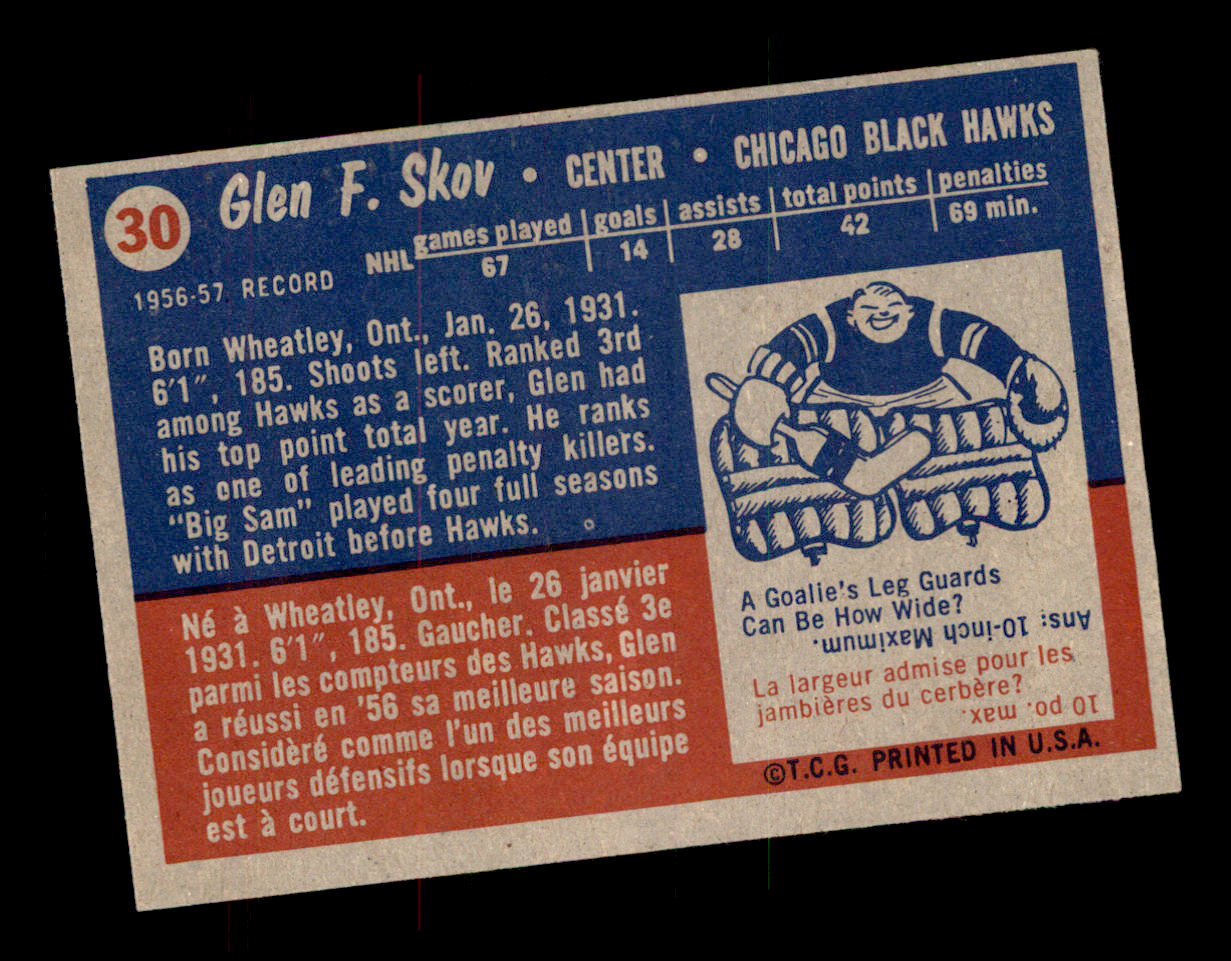 30 Glen F. Skov • CENTER • CHICAGO BLACK HAWKS
games played goals assists total points penalties
1956-57 RECORD NHL 67 14 28 42 69 min.
Born Wheatley, Ont., Jan. 26, 1931.
6'1", 185. Shoots left. Ranked 3rd
among Hawks as a scorer, Glen had
his top point total year. He ranks
as one of leading penalty killers.
"Big Sam" played four full seasons
with Detroit before Hawks.
Né à Wheatley, Ont., le 26 janvier
1931. 6'1", 185. Gaucher. Classé 3e
parmi les compteurs des Hawks, Glen
a réussi en '56 sa meilleure saison.
Considèré comme l'un des meilleurs
joueurs défensifs lorsque son équipe
est à court.
A Goalie's Leg Guards
Can Be How Wide?
Ans: 10-inch Maximum.
La largeur admise pour les
jambières du cerbère?
10 po. max.
©T.C.G. PRINTED IN U.S.A.